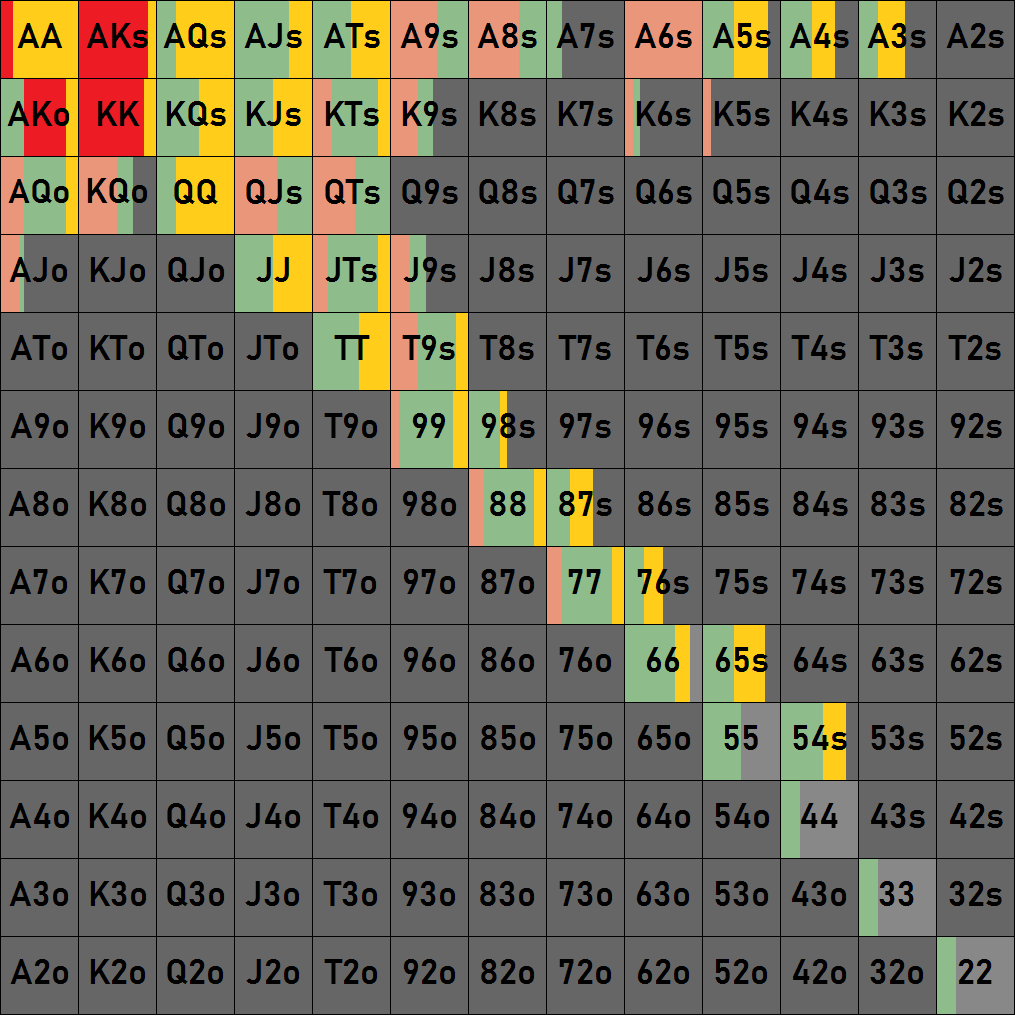 AA AKs AQs AJs ATs A9s A8s A7s A6s A5s A4s A3s A2s
AKo KK KQs KJs KTs K9s K8s K7s K6s K5s K4s K3s K2s
AQo KQo QQ QJs QTs Q9s Q8s Q7s Q6s Q5s Q4s Q3s Q2s
AJo KJo QJo JJ JTs J9s J8s J7s J6s J5s J4s J3s J2s
ATo KTo QTo JTo TT T9s T8s T7s T6s T5s T4s T3s T2s
A9o K9o Q9o J9o T9o 99 98s 97s 96s 95s 94s 93s 92s
A8o K8o Q8o J8o T8o 98o 88 87s 86s 85s 84s 83s 82s
A7o K7o Q7o J7o T7o 97o 87o 77 76s 75s 74s 73s 72s
A6o K6o Q6o J6o T6o 96o 86o 76o 66 65s 64s 63s 62s
A5o K5o Q5o J5o T5o 95o 85o 75o 65o 55 54s 53s 52s
A4o K4o Q4o J4o T4o 94o 84o 74o 64o 54o 44 43s 42s
A3o K3o Q3o J3o T3o 93o 83o 73o 63o 53o 43o 33 32s
A2o K2o Q2o J2o T2o 92o 82o 72o 62o 52o 42o 32o 22